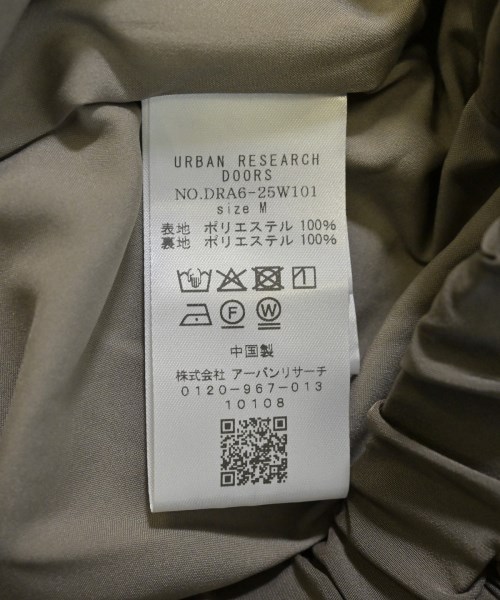 URBAN RESEARCH
DOORS
NO.DRA6-25W101
size M
表地 ポリエステル 100%
裏地 ポリエステル 100%
F W
中国製
株式会社 アーバンリサーチ
0120-967-013
10108